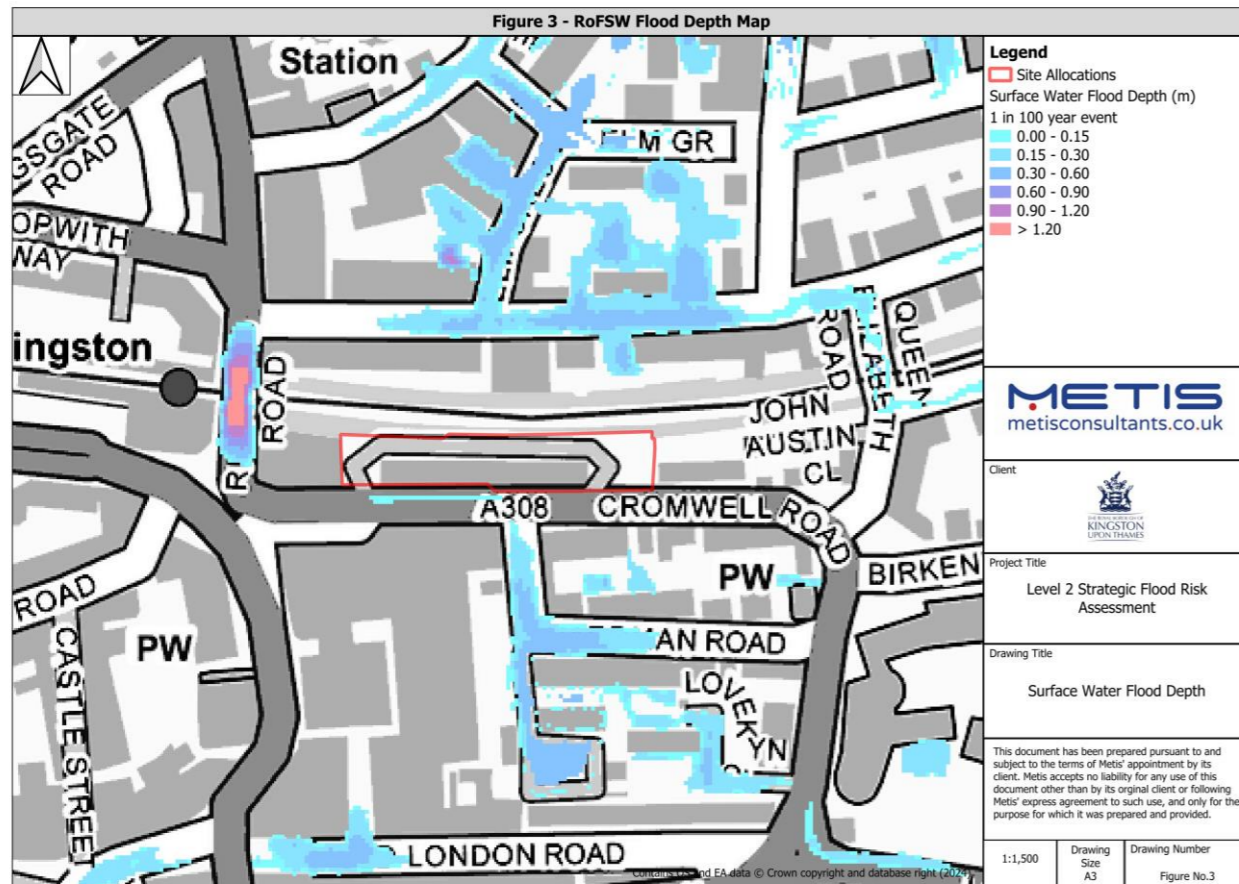 Figure 3 - RoFSW Flood Depth Map
Station
GSGATE
ROAD
OPWITH
WAY
ELM GR
ingston
ROAD
R
ROAD
ELIZABETH
QUEEN
JOHN
AUSTIN
CL
A308
CROMWELL ROAD
PW
BIRKEN
ROAD
CASTLE STREET
PW
AN ROAD
LOVEKYN
LONDON ROAD
Contains OS and EA data © Crown copyright and database right (2024)
Legend
Site Allocations
Surface Water Flood Depth (m)
1 in 100 year event
0.00 - 0.15
0.15 - 0.30
0.30 - 0.60
0.60 - 0.90
0.90 - 1.20
> 1.20
METIS
metisconsultants.co.uk
Client
THE ROYAL BOROUGH OF
KINGSTON
UPON THAMES
Project Title
Level 2 Strategic Flood Risk
Assessment
Drawing Title
Surface Water Flood Depth
This document has been prepared pursuant to and
subject to the terms of Metis' appointment by its
client. Metis accepts no liability for any use of this
document other than by its orginal client or following
Metis' express agreement to such use, and only for the
purpose for which it was prepared and provided.
1:1,500
Drawing
Size
A3
Drawing Number
Figure No.3